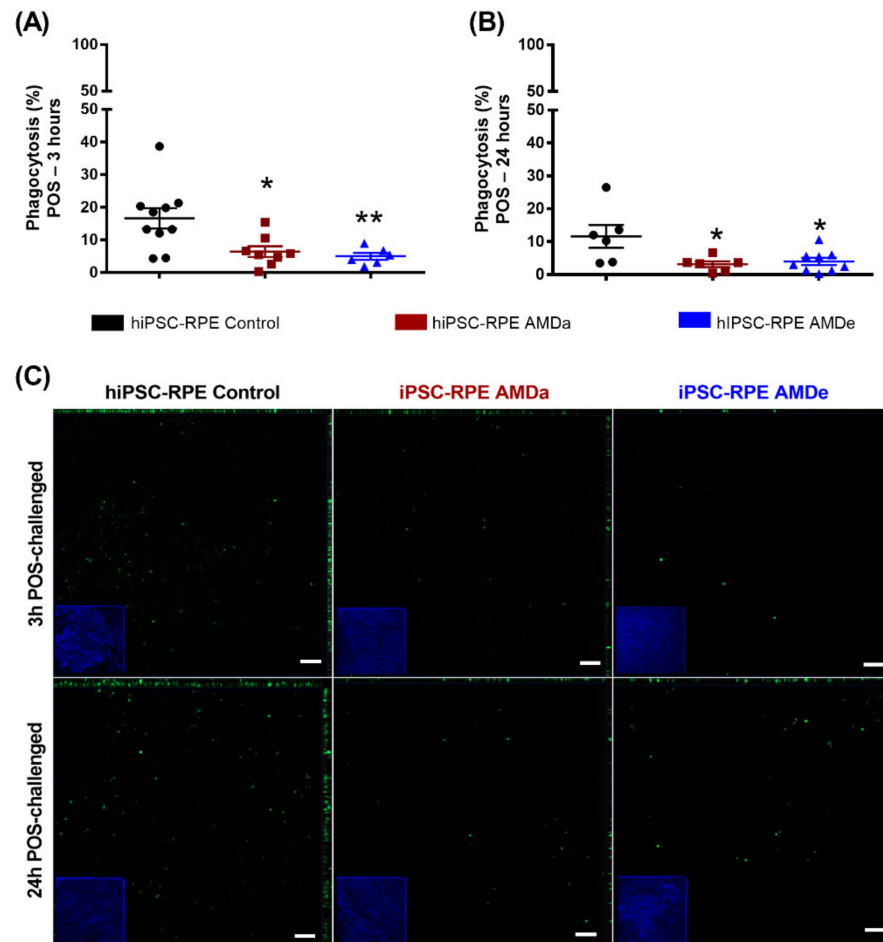 (A)
Phagocytosis (%)
POS – 3 hours
100
50
50
40
30
20
10
0
*
**
(B)
Phagocytosis (%)
POS – 24 hours
100
50
50
40
30
20
10
0
*
*
hiPSC-RPE Control
hiPSC-RPE AMDa
hIPSC-RPE AMDe
(C)
hiPSC-RPE Control
iPSC-RPE AMDa
iPSC-RPE AMDe
3h POS-challenged
24h POS-challenged